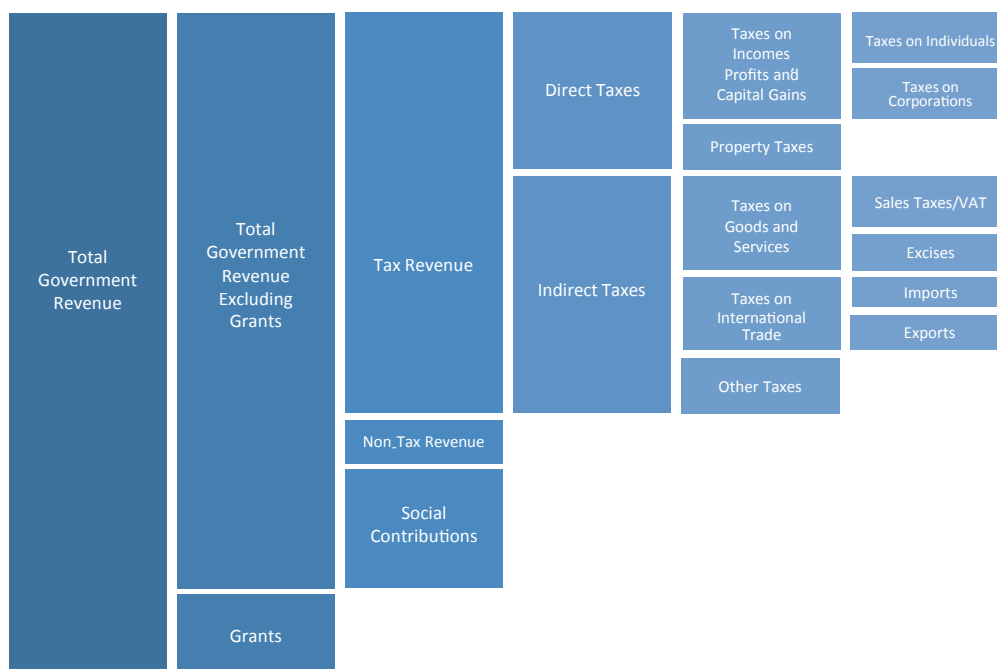 Total
Government
Revenue
Total
Government
Revenue
Excluding
Grants
Grants
Tax Revenue
Non_Tax Revenue
Social
Contributions
Direct Taxes
Indirect Taxes
Taxes on
Incomes
Profits and
Capital Gains
Property Taxes
Taxes on
Goods and
Services
Taxes on
International
Trade
Other Taxes
Taxes on Individuals
Taxes on
Corporations
Sales Taxes/VAT
Excises
Imports
Exports